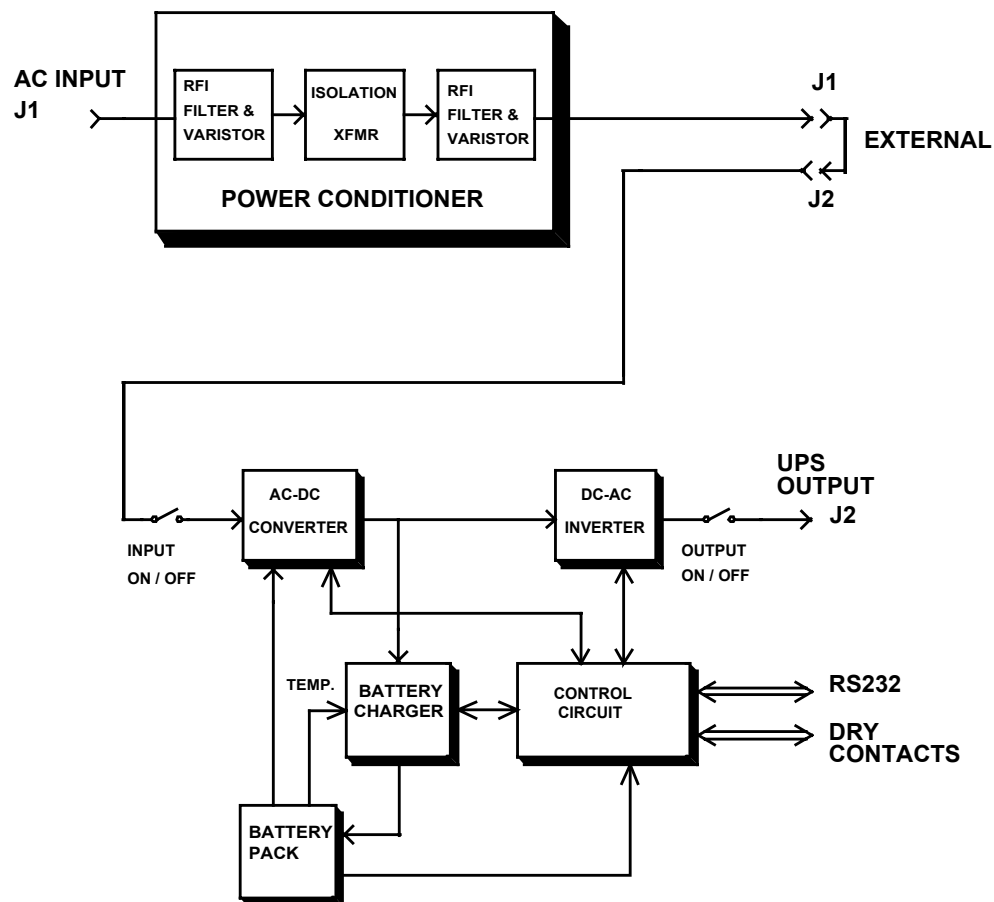 AC INPUT
J1
RFI
FILTER &
VARISTOR
ISOLATION
XFMR
RFI
FILTER &
VARISTOR
POWER CONDITIONER
J1
EXTERNAL
J2
INPUT
ON / OFF
AC-DC
CONVERTER
DC-AC
INVERTER
OUTPUT
ON / OFF
UPS
OUTPUT
J2
TEMP.
BATTERY
CHARGER
CONTROL
CIRCUIT
RS232
DRY
CONTACTS
BATTERY
PACK